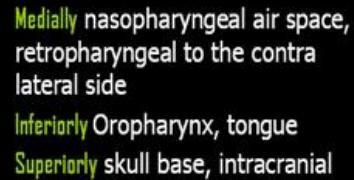 Medially nasopharyngeal air space,
retropharyngeal to the contra
lateral side
Inferiorly Oropharynx, tongue
Superiorly skull base, intracranial